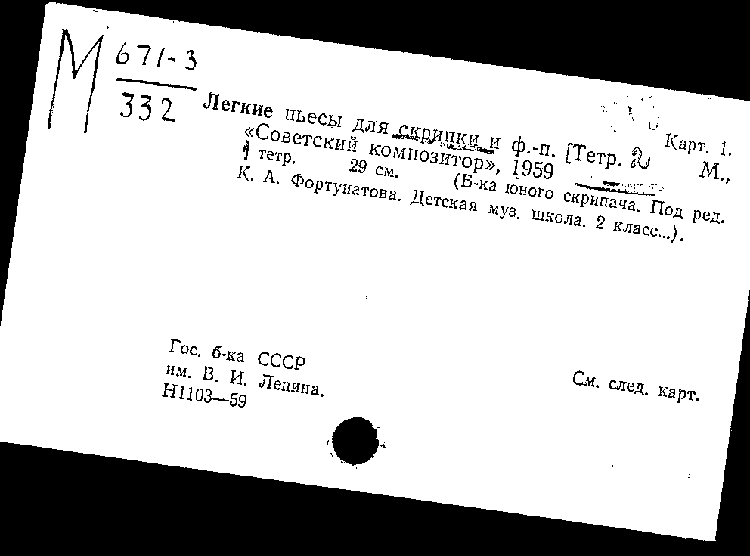 М 671-3
332
Карт. 1.
Легкие пьесы для скрипки и ф.-п. [Тетр. 2 М.,
«Советский композитор», 1959
1 тетр. 29 см. (Б-ка юного скрипача. Под ред.
К. А. Фортунатова. Детская муз. школа. 2 класс...).
Гос. б-ка СССР
им. В. И. Ленина.
Н1103—59
См. след. карт.